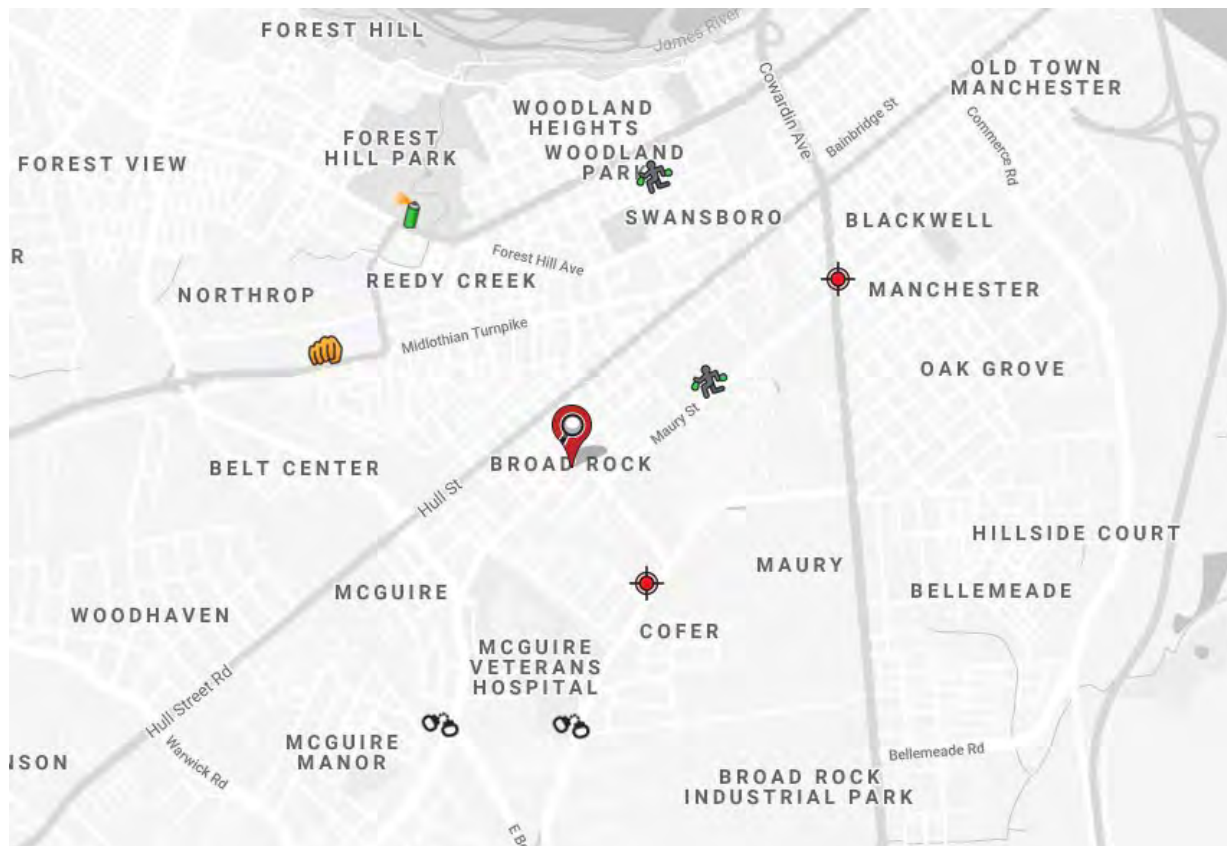 FOREST HILL
James River
OLD TOWN
MANCHESTER
Cowardin Ave
WOODLAND
HEIGHTS
Bainbridge St
Commerce Rd
FOREST
HILL PARK
WOODLAND
PARK
FOREST VIEW
SWANSBORO
BLACKWELL
R
Forest Hill Ave
REEDY CREEK
NORTHROP
MANCHESTER
Midlothian Turnpike
OAK GROVE
Maury St
BELT CENTER
BROAD ROCK
Hull St
HILLSIDE COURT
MAURY
MCGUIRE
BELLEMEADE
WOODHAVEN
COFER
MCGUIRE
VETERANS
HOSPITAL
Hull Street Rd
MCGUIRE
MANOR
Warwick Rd
NSON
Bellemeade Rd
BROAD ROCK
INDUSTRIAL PARK
E B